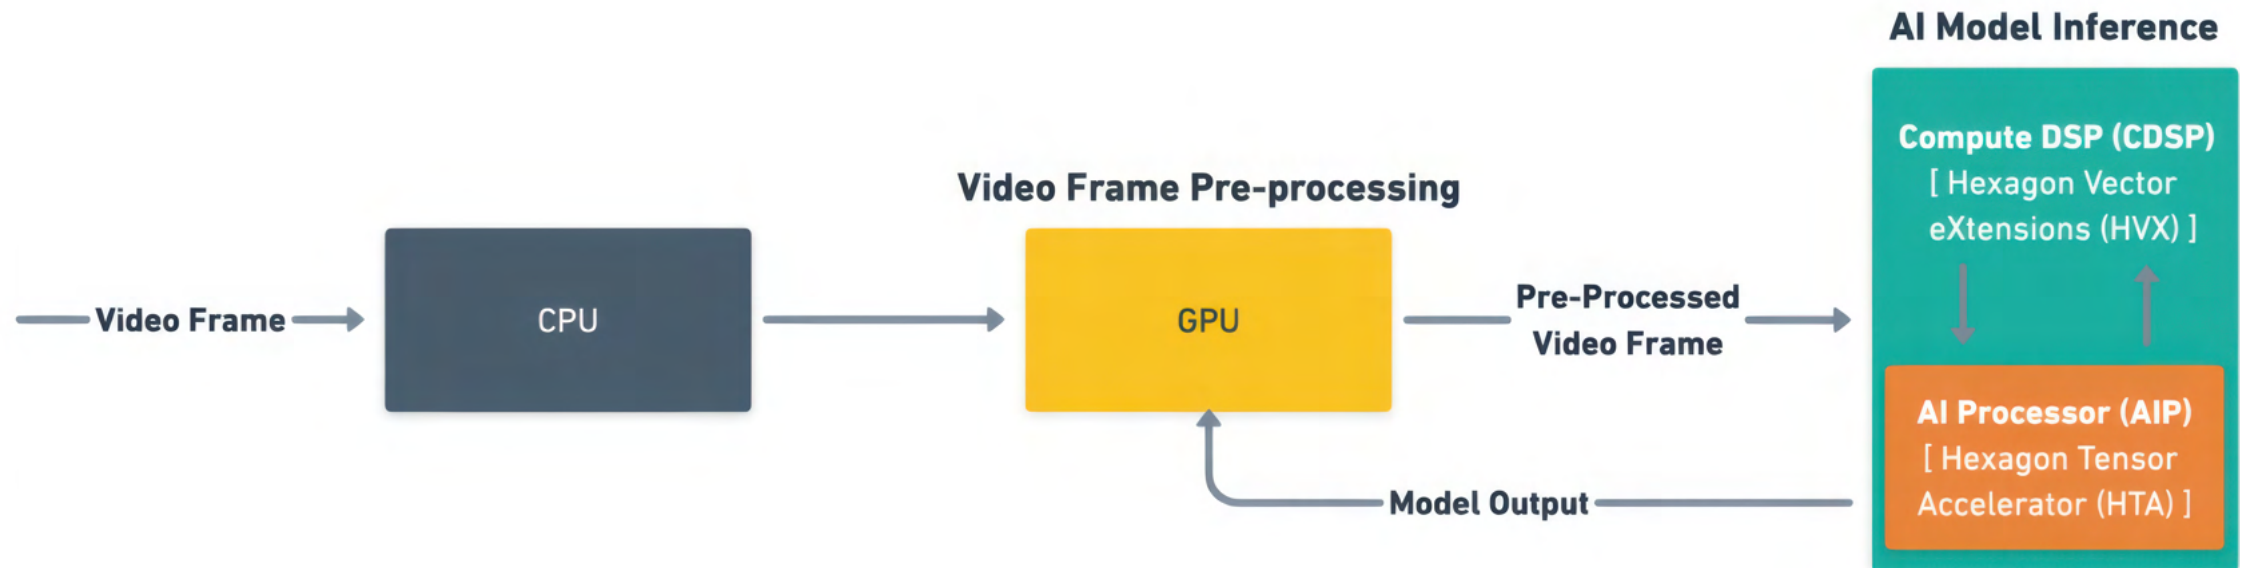 AI Model Inference
Compute DSP (CDSP)
[ Hexagon Vector
eXtensions (HVX) ]
Video Frame Pre-processing
Video Frame
CPU
GPU
Pre-Processed
Video Frame
AI Processor (AIP)
[ Hexagon Tensor
Accelerator (HTA) ]
Model Output